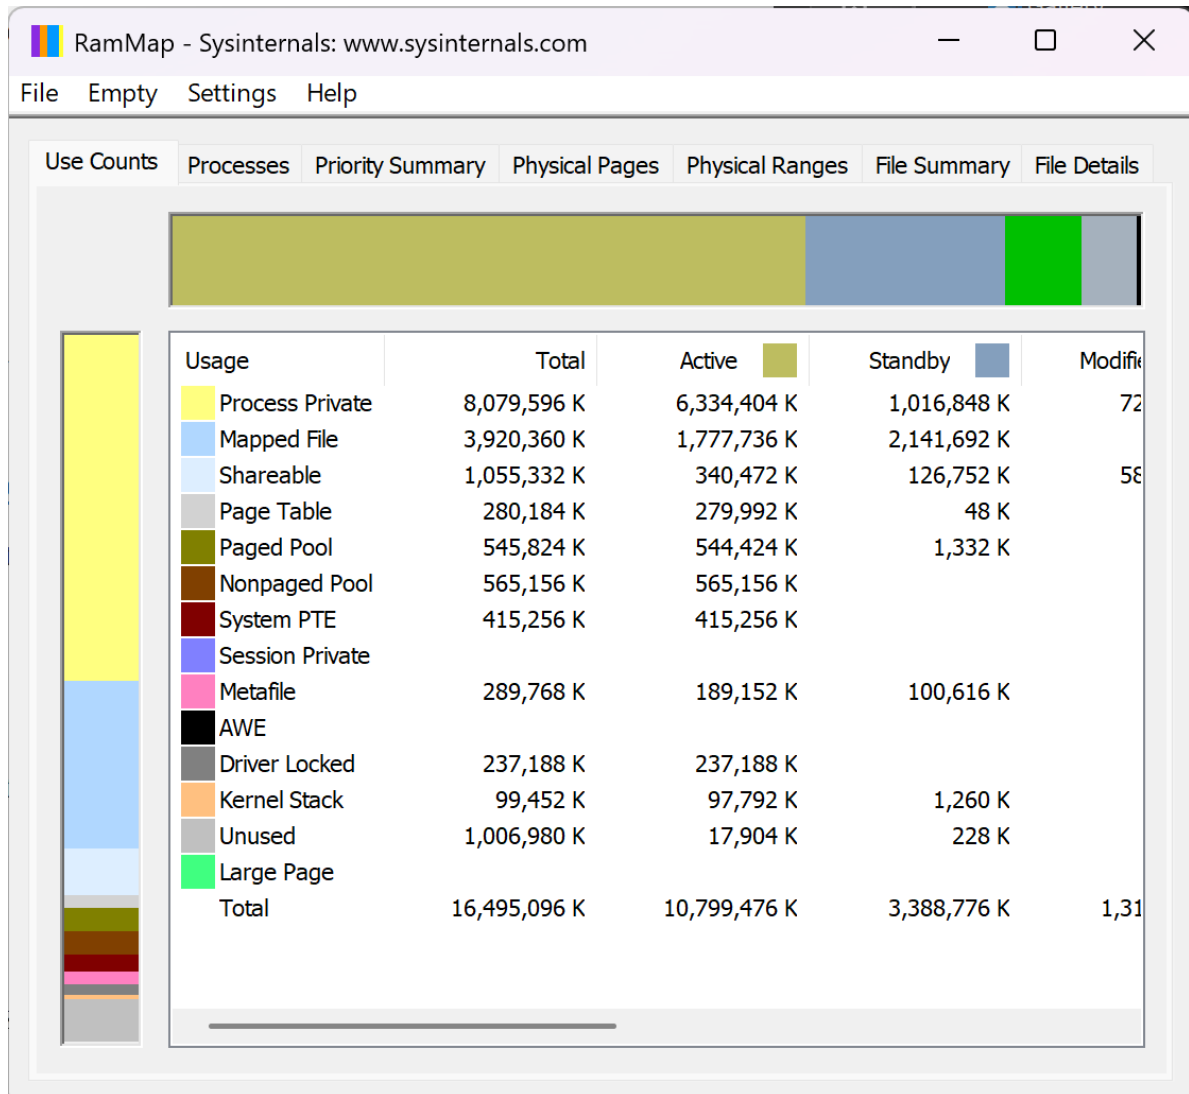 RamMap - Sysinternals: www.sysinternals.com
File Empty Settings Help
Use Counts Processes Priority Summary Physical Pages Physical Ranges File Summary File Details
Usage Total Active Standby
Process Private 8,079,596 K 6,334,404 K 1,016,848 K 72
Mapped File 3,920,360 K 1,777,736 K 2,141,692 K
Shareable 1,055,332 K 340,472 K 126,752 K 58
Page Table 280,184 K 279,992 K 48 K
Paged Pool 545,824 K 544,424 K 1,332 K
Nonpaged Pool 565,156 K 565,156 K
System PTE 415,256 K 415,256 K
Session Private
Metafile 289,768 K 189,152 K 100,616 K
AWE
Driver Locked 237,188 K 237,188 K
Kernel Stack 99,452 K 97,792 K 1,260 K
Unused 1,006,980 K 17,904 K 228 K
Large Page
Total 16,495,096 K 10,799,476 K 3,388,776 K 1,31